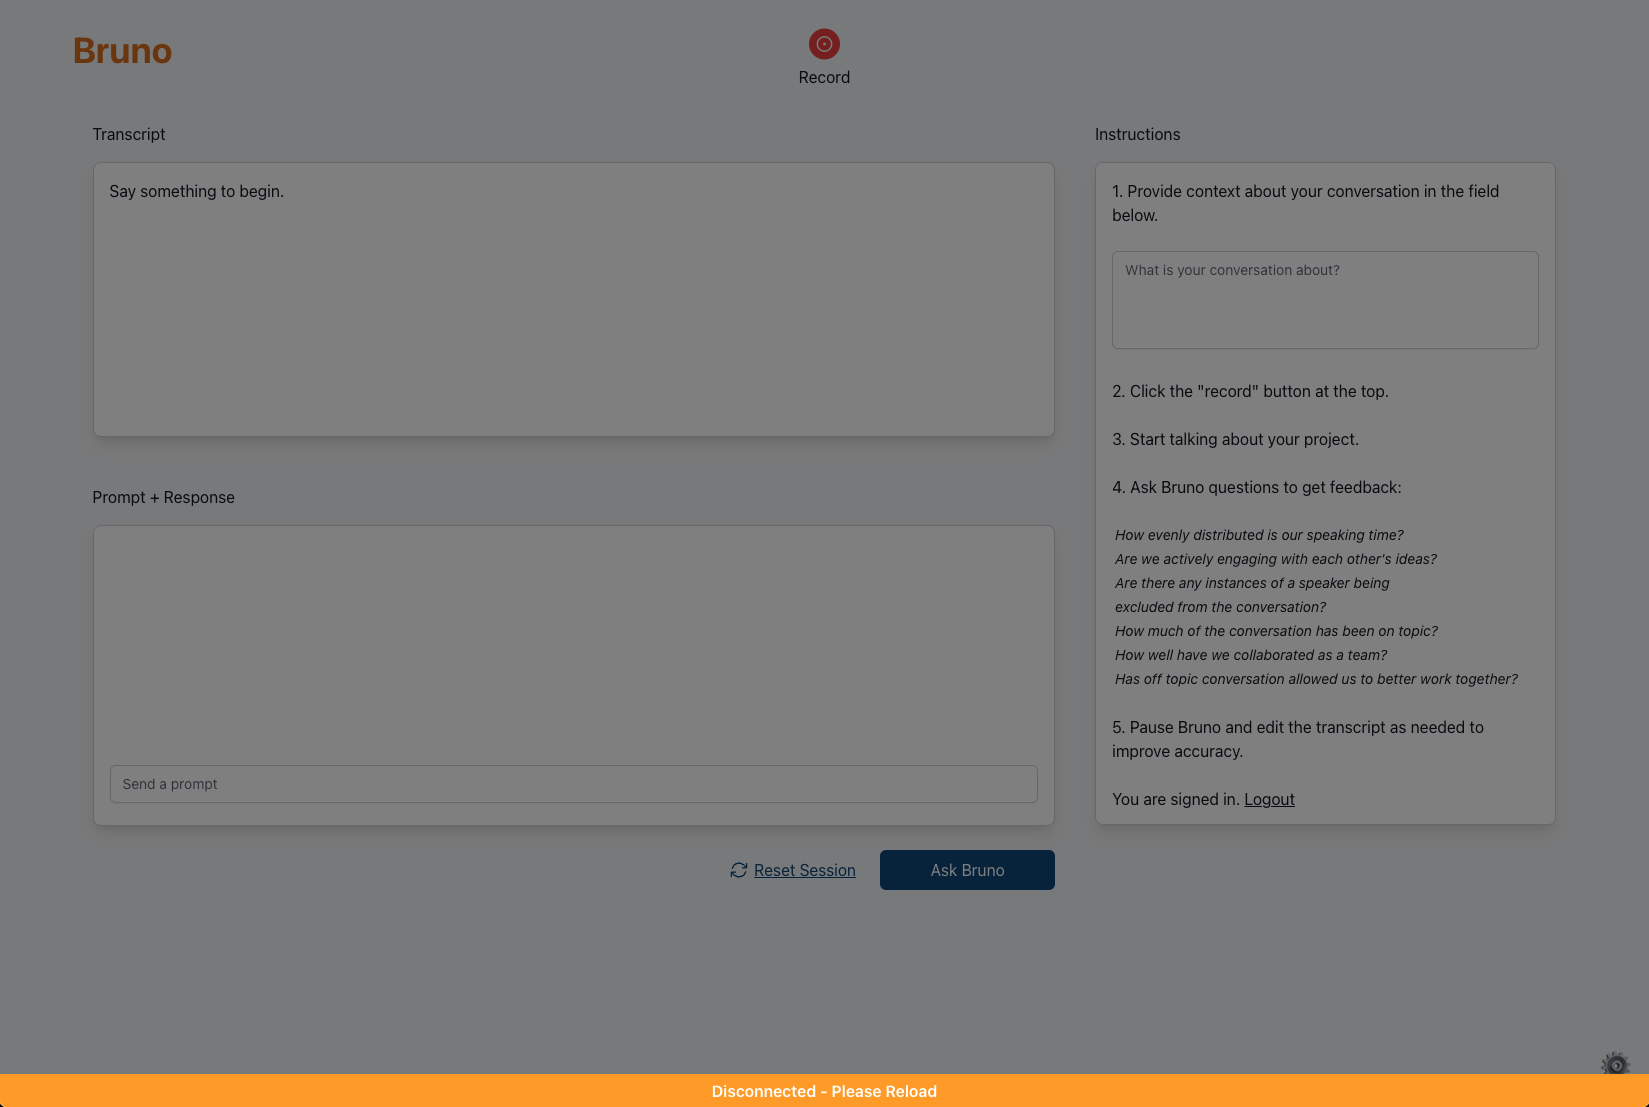 Bruno
Record
Transcript
Say something to begin.
Prompt + Response
Send a prompt
Reset Session
Ask Bruno
Instructions
1. Provide context about your conversation in the field
below.
What is your conversation about?
2. Click the "record" button at the top.
3. Start talking about your project.
4. Ask Bruno questions to get feedback:
How evenly distributed is our speaking time?
Are we actively engaging with each other's ideas?
Are there any instances of a speaker being
excluded from the conversation?
How much of the conversation has been on topic?
How well have we collaborated as a team?
Has off topic conversation allowed us to better work together?
5. Pause Bruno and edit the transcript as needed to
improve accuracy.
You are signed in. Logout
Disconnected - Please Reload